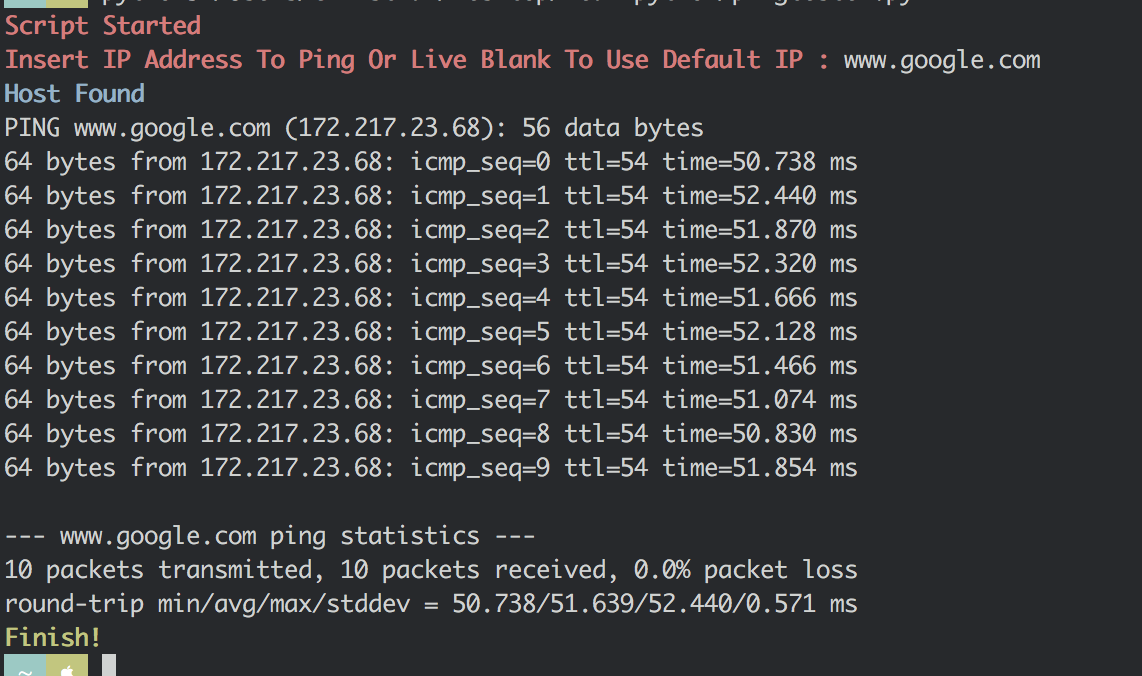 Script Started
Insert IP Address To Ping Or Live Blank To Use Default IP : www.google.com
Host Found
PING www.google.com (172.217.23.68): 56 data bytes
64 bytes from 172.217.23.68: icmp_seq=0 ttl=54 time=50.738 ms
64 bytes from 172.217.23.68: icmp_seq=1 ttl=54 time=52.440 ms
64 bytes from 172.217.23.68: icmp_seq=2 ttl=54 time=51.870 ms
64 bytes from 172.217.23.68: icmp_seq=3 ttl=54 time=52.320 ms
64 bytes from 172.217.23.68: icmp_seq=4 ttl=54 time=51.666 ms
64 bytes from 172.217.23.68: icmp_seq=5 ttl=54 time=52.128 ms
64 bytes from 172.217.23.68: icmp_seq=6 ttl=54 time=51.466 ms
64 bytes from 172.217.23.68: icmp_seq=7 ttl=54 time=51.074 ms
64 bytes from 172.217.23.68: icmp_seq=8 ttl=54 time=50.830 ms
64 bytes from 172.217.23.68: icmp_seq=9 ttl=54 time=51.854 ms
--- www.google.com ping statistics ---
10 packets transmitted, 10 packets received, 0.0% packet loss
round-trip min/avg/max/stddev = 50.738/51.639/52.440/0.571 ms
Finish!
~